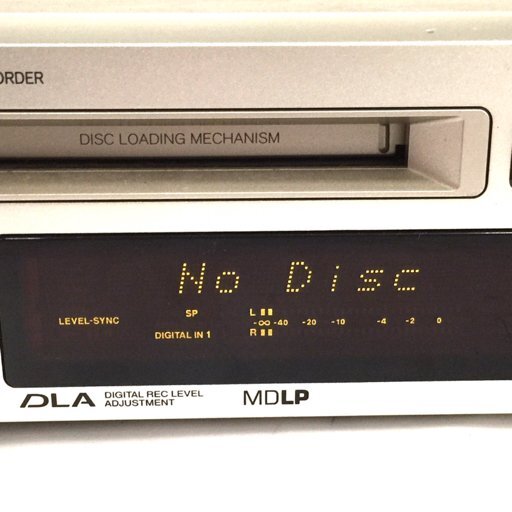 ORDER
DISC LOADING MECHANISM
No Disc
LEVEL-SYNC SP L
-∞ -40 -20 -10 -4 -2 0
DIGITAL IN 1 R
DLA DIGITAL REC LEVEL
ADJUSTMENT
MDLP